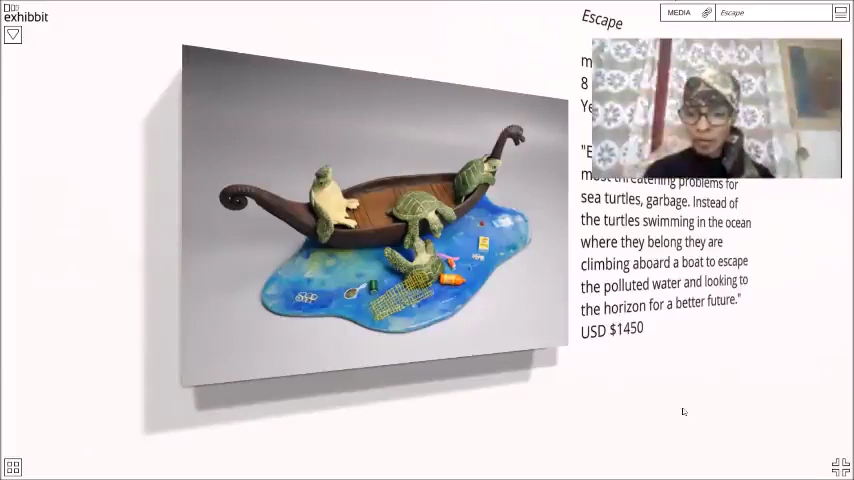 exhibbit
MEDIA
Escape
Escape
8
Ye
"E
most threatening problems for
sea turtles, garbage. Instead of
the turtles swimming in the ocean
where they belong they are
climbing aboard a boat to escape
the polluted water and looking to
the horizon for a better future."
USD $1450